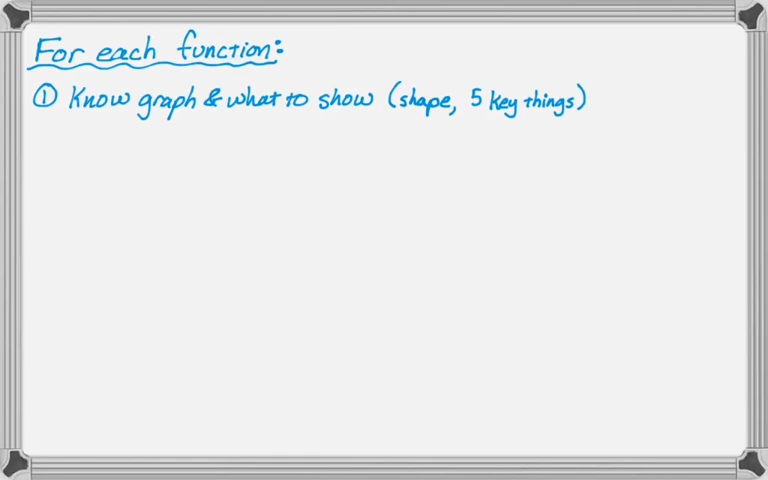 For each function:
① Know graph & what to show (shape, 5 key things)